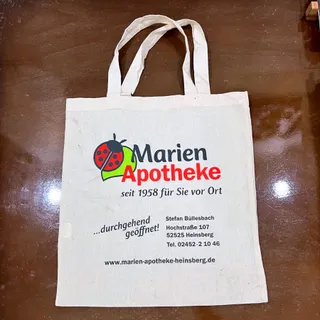 Marien
Apotheke
seit 1958 für Sie vor Ort
...durchgehend
geöffnet!
Stefan Büllesbach
Hochstraße 107
52525 Heinsberg
Tel. 02452-2 10 46
www.marien-apotheke-heinsberg.de